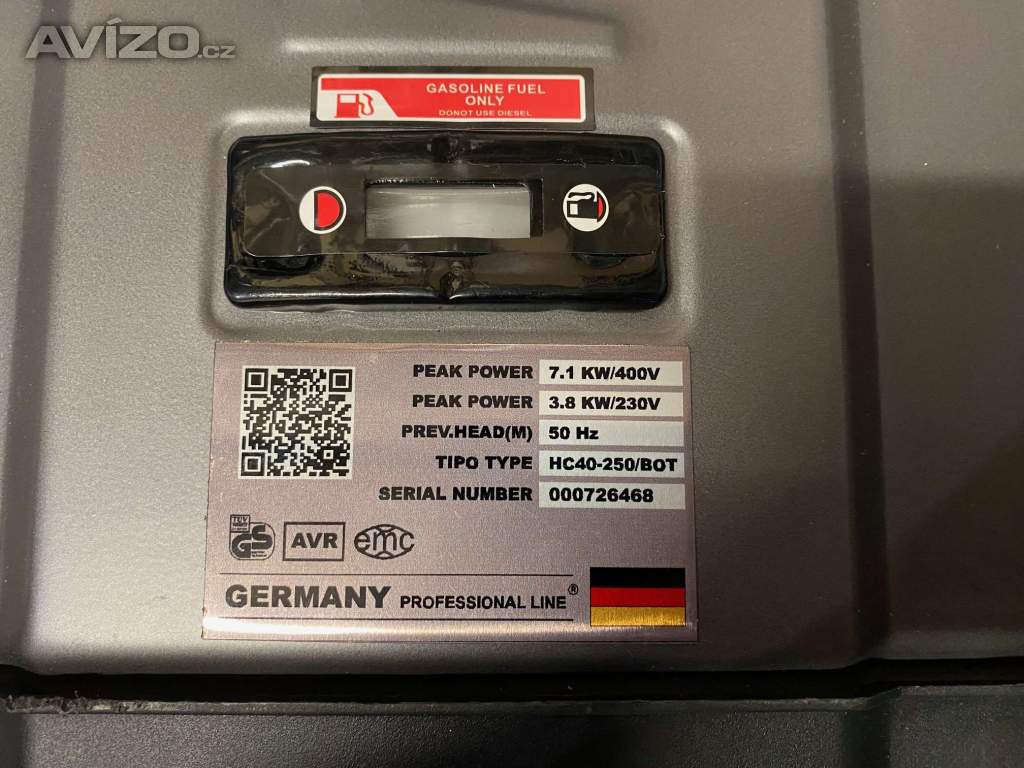 AVÍZO.cz
GASOLINE FUEL
ONLY
DONOT USE DIESEL
PEAK POWER 7.1 KW/400V
PEAK POWER 3.8 KW/230V
PREV.HEAD(M) 50 Hz
TIPO TYPE HC40-250/BOT
SERIAL NUMBER 000726468
TÜV
GS
AVR
emc
GERMANY PROFESSIONAL LINE®